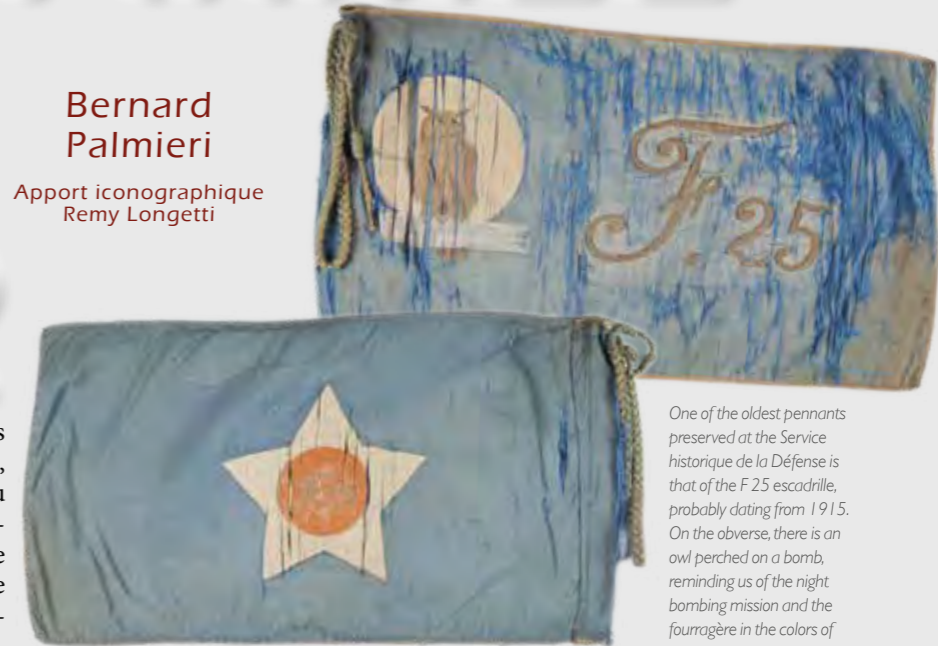 Bernard
Palmieri
Apport iconographique
Remy Longetti
F. 25
One of the oldest pennants
preserved at the Service
historique de la Défense is
that of the F 25 escadrille,
probably dating from 1915.
On the obverse, there is an
owl perched on a bomb,
reminding us of the night
bombing mission and the
fourragère in the colors of